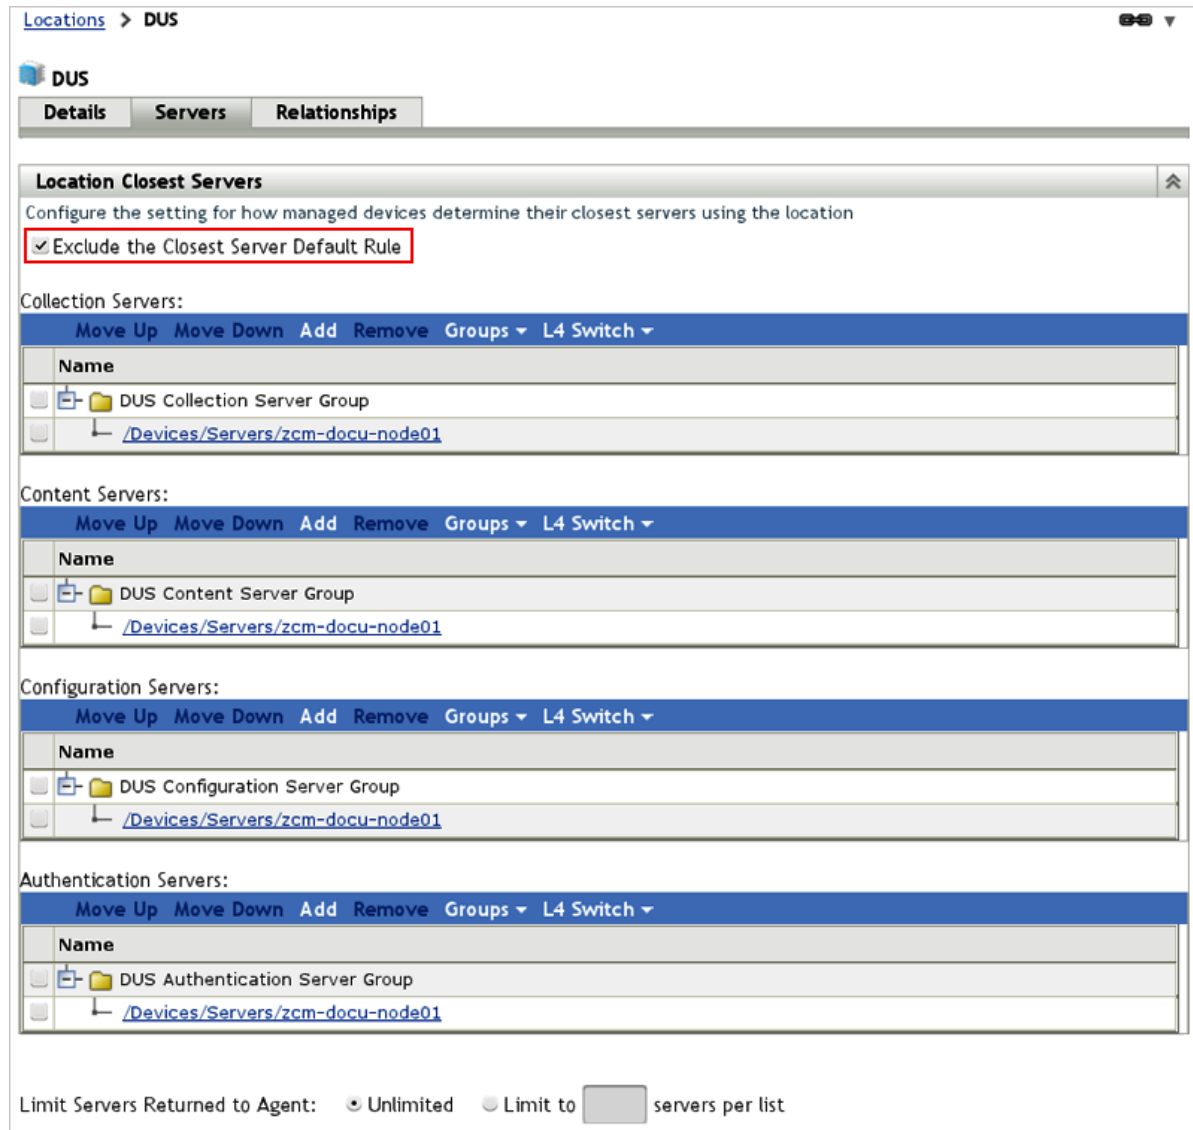 Locations > DUS
DUS
Details Servers Relationships
Location Closest Servers
Configure the setting for how managed devices determine their closest servers using the location
Exclude the Closest Server Default Rule
Collection Servers:
Move Up Move Down Add Remove Groups L4 Switch
Name
DUS Collection Server Group
/Devices/Servers/zcm-docu-node01
Content Servers:
Move Up Move Down Add Remove Groups L4 Switch
Name
DUS Content Server Group
/Devices/Servers/zcm-docu-node01
Configuration Servers:
Move Up Move Down Add Remove Groups L4 Switch
Name
DUS Configuration Server Group
/Devices/Servers/zcm-docu-node01
Authentication Servers:
Move Up Move Down Add Remove Groups L4 Switch
Name
DUS Authentication Server Group
/Devices/Servers/zcm-docu-node01
Limit Servers Returned to Agent: Unlimited Limit to servers per list